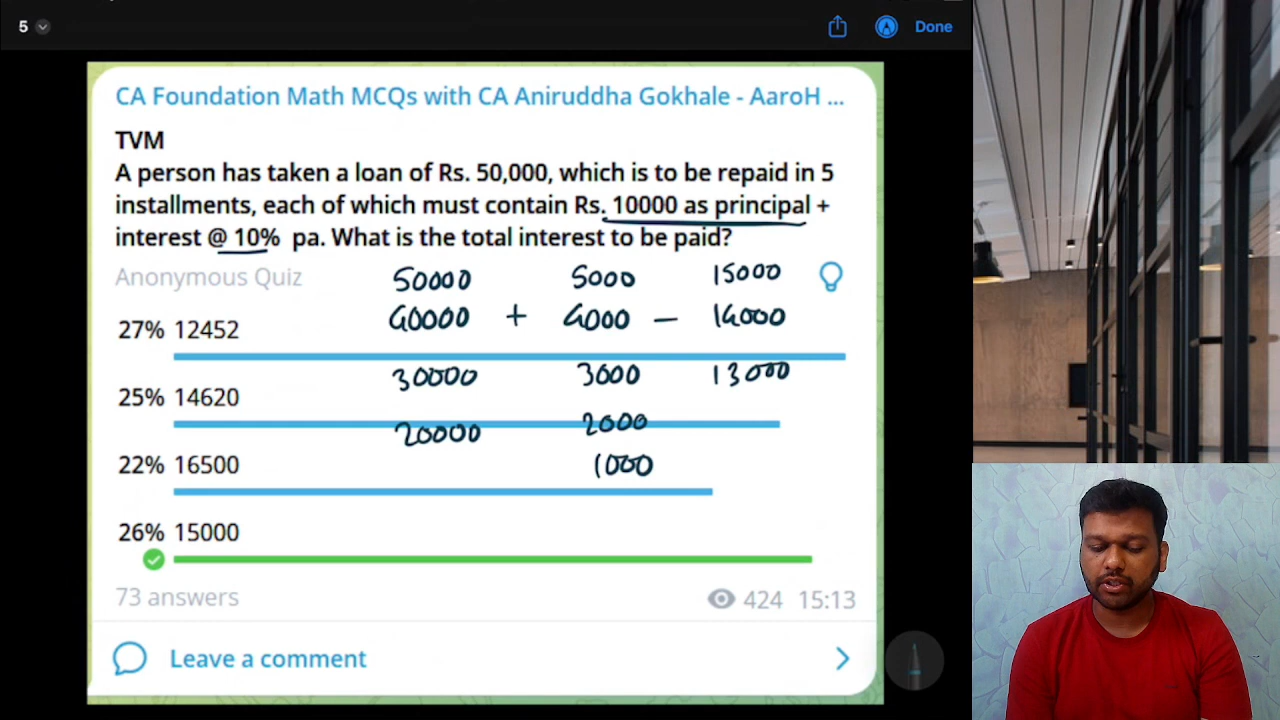 5
Done
CA Foundation Math MCQs with CA Aniruddha Gokhale - AaroH ...
TVM
A person has taken a loan of Rs. 50,000, which is to be repaid in 5
installments, each of which must contain Rs. 10000 as principal +
interest @ 10% pa. What is the total interest to be paid?
Anonymous Quiz
50000 5000 15000
40000 + 4000 - 14000
27% 12452
30000 3000 13000
25% 14620
20000 2000
22% 16500
1000
26% 15000
73 answers
424 15:13
Leave a comment